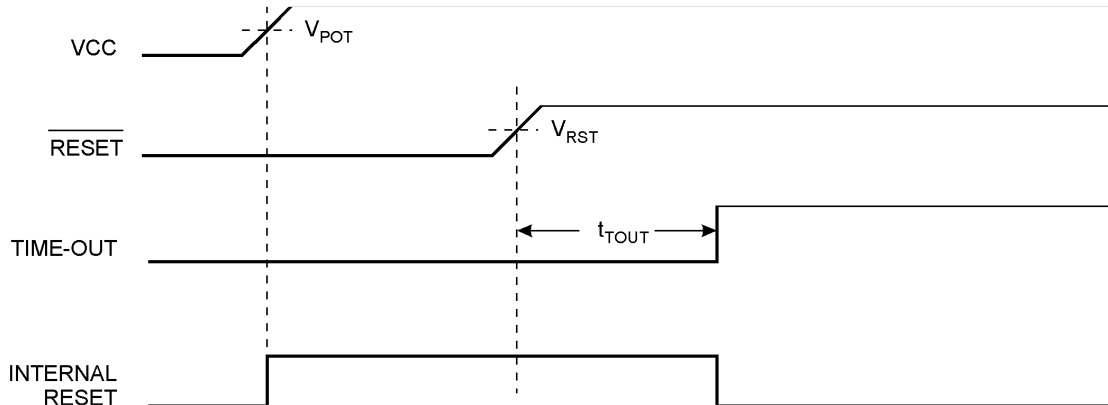 VCC
VPOT
RESET
VRST
TIME-OUT
tTOUT
INTERNAL
RESET